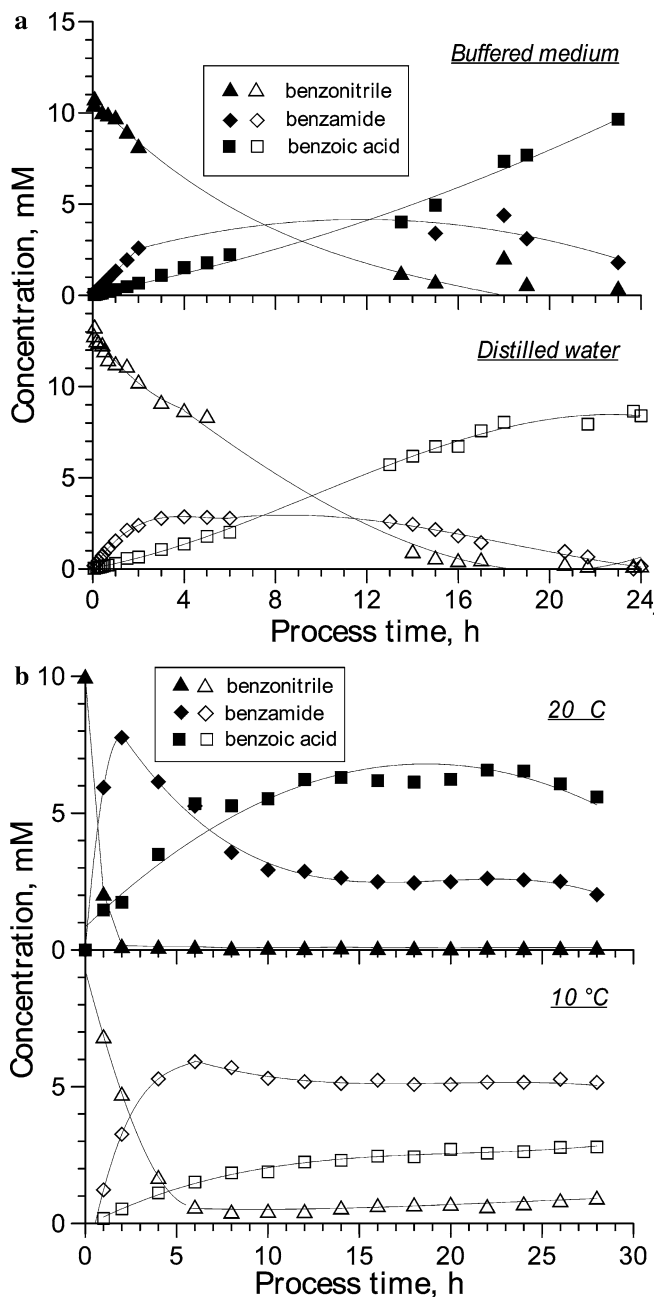 a
15
Buffered medium
benzonitrile
benzamide
benzoic acid
10
5
0
Concentration, mM
Distilled water
10
5
0
0 4 8 12 16 20 24
Process time, h
b
10
benzonitrile
benzamide
benzoic acid
20 C
5
0
Concentration, mM
10 °C
5
0
0 5 10 15 20 25 30
Process time, h